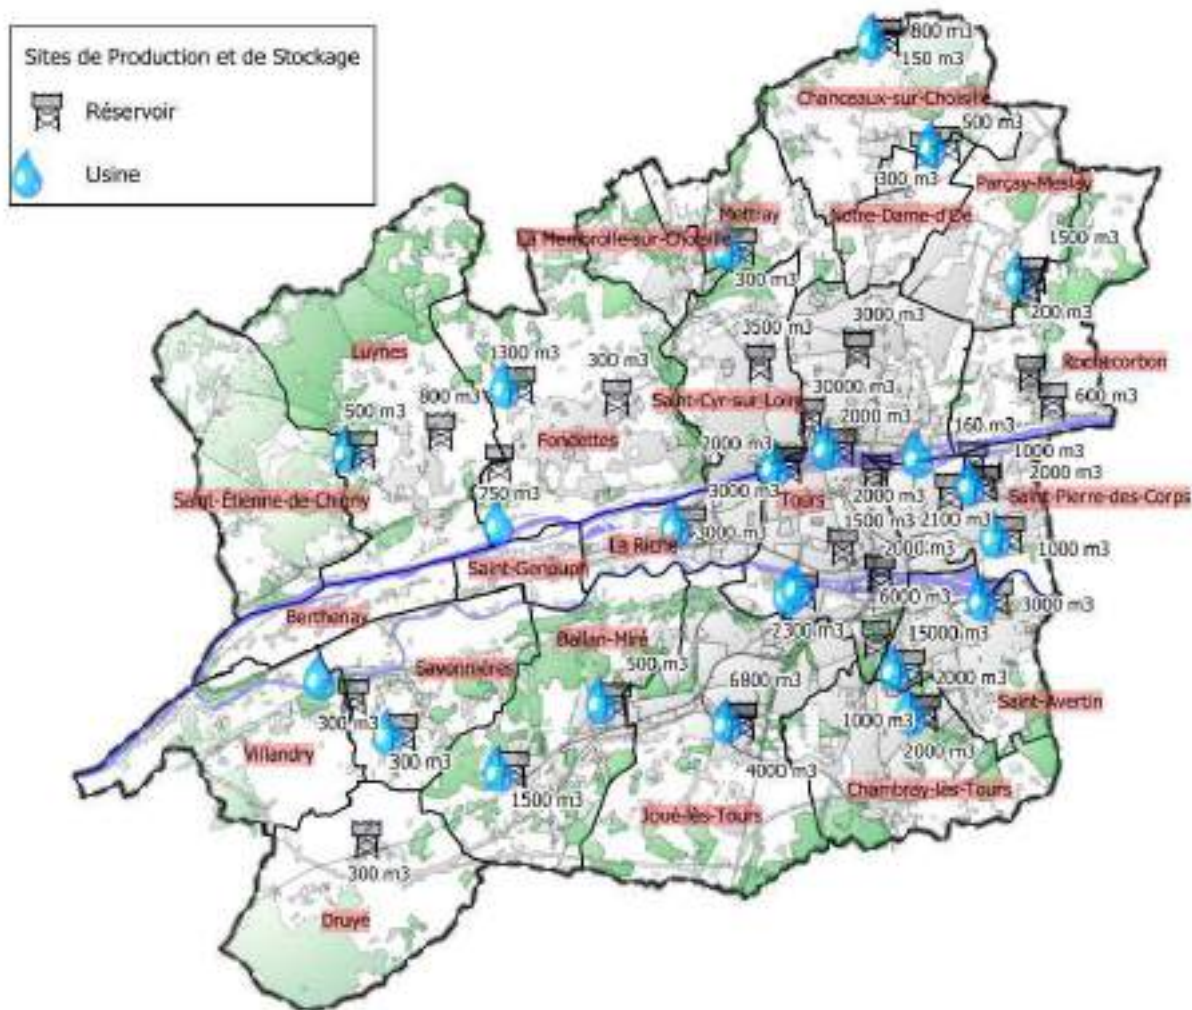 Sites de Production et de Stockage
Réservoir
Usine
800 m3
150 m3
Chanceaux-sur-Choisille
500 m3
300 m3
Parçay-Meslay
Mettray
Notre-Dame-d'Oé
La Membrolle-sur-Choisille
1500 m3
300 m3
200 m3
3000 m3
3500 m3
Luynes
1300 m3
300 m3
Rochecorbon
30000 m3
Saint-Cyr-sur-Loire
600 m3
500 m3
800 m3
2000 m3
160 m3
Fondettes
2000 m3
1000 m3
2000 m3
Saint-Étienne-de-Chigny
750 m3
3000 m3
Tours
2000 m3
Saint-Pierre-des-Corps
2100 m3
1500 m3
3000 m3
La Riche
2000 m3
1000 m3
Saint-Genouph
6000 m3
3000 m3
Berthenay
2300 m3
15000 m3
Ballan-Miré
Savonnières
500 m3
6800 m3
2000 m3
Saint-Avertin
300 m3
1000 m3
Villandry
300 m3
2000 m3
4000 m3
1500 m3
Chambray-lès-Tours
Joué-lès-Tours
300 m3
Druye